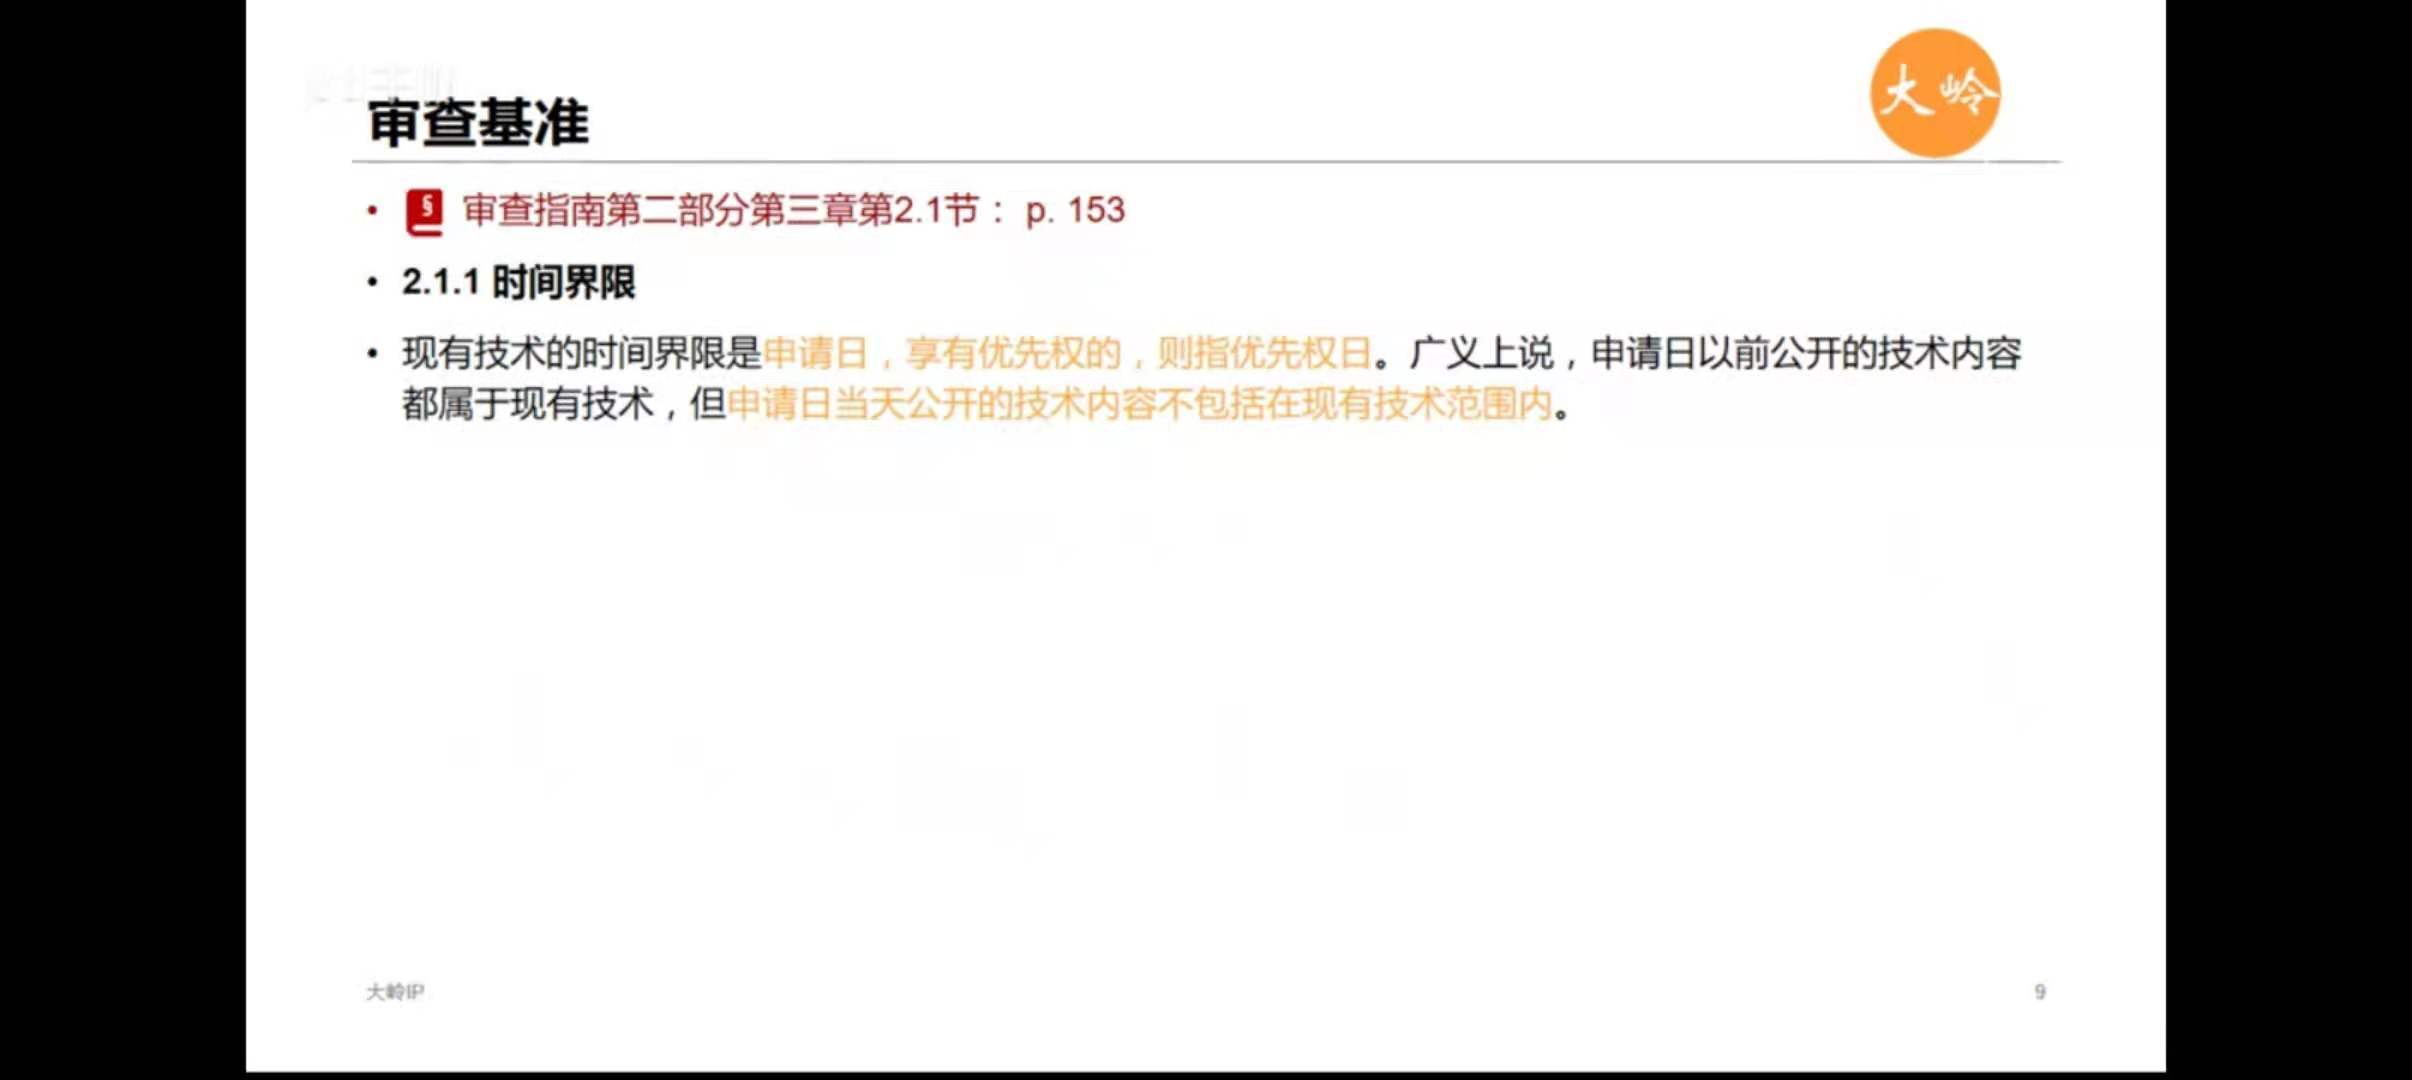 大岭
审查基准
• § 审查指南第二部分第三章第2.1节： p. 153
• 2.1.1 时间界限
• 现有技术的时间界限是申请日，享有优先权的，则指优先权日。广义上说，申请日以前公开的技术内容
都属于现有技术，但申请日当天公开的技术内容不包括在现有技术范围内。
大岭IP
9